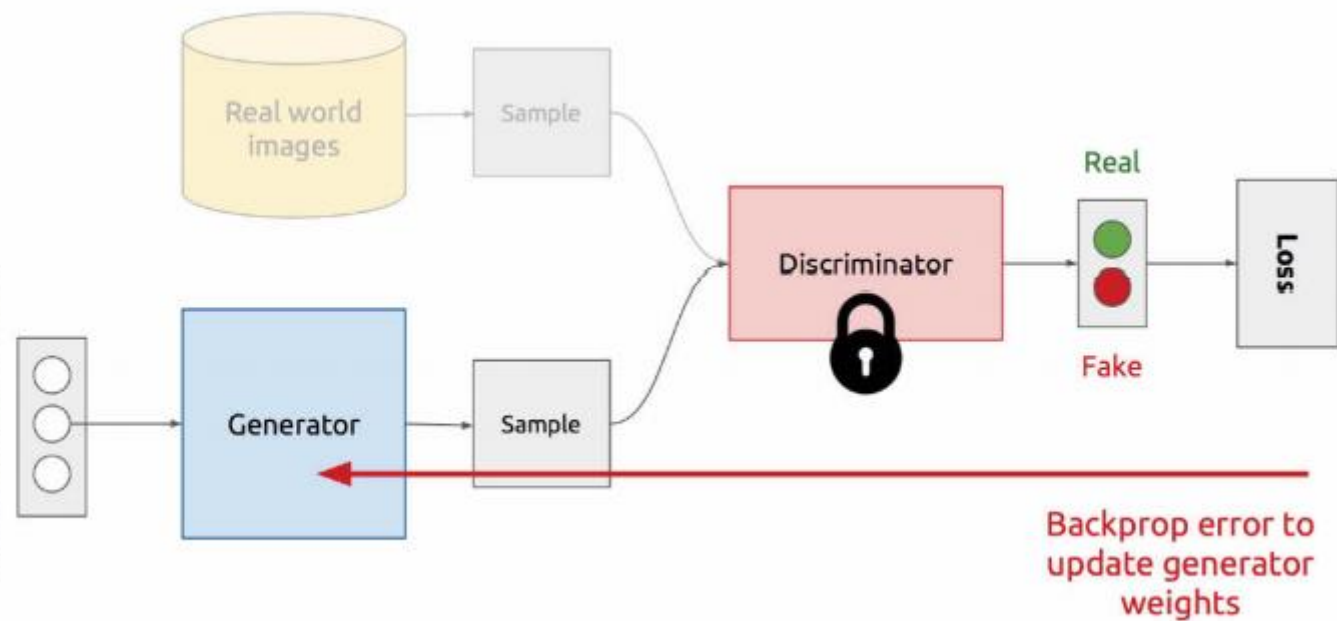 Real world
images
Sample
Real
Discriminator
Loss
Fake
Generator
Sample
Backprop error to
update generator
weights